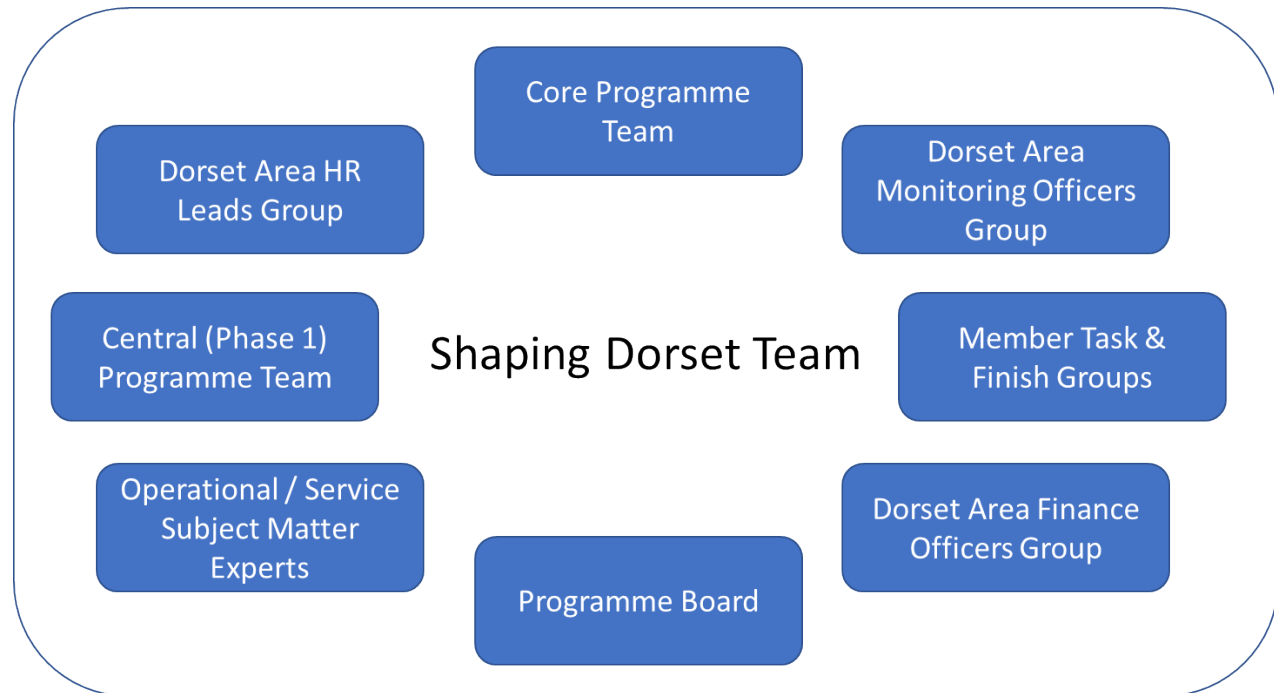 Core Programme
Team
Dorset Area HR
Leads Group
Dorset Area
Monitoring Officers
Group
Central (Phase 1)
Programme Team
Shaping Dorset Team
Member Task &
Finish Groups
Operational / Service
Subject Matter
Experts
Dorset Area Finance
Officers Group
Programme Board